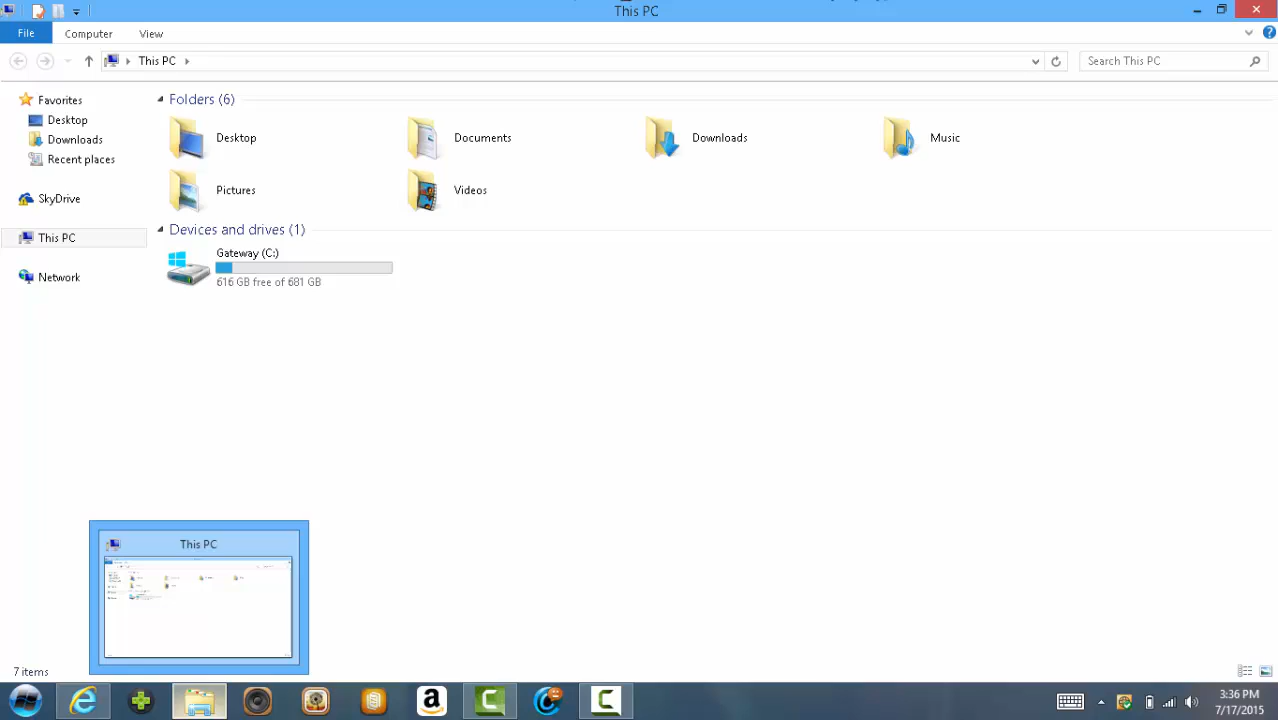 This PC
File
Computer
View
This PC
Search This PC
Favorites
Desktop
Downloads
Recent places
SkyDrive
This PC
Network
Folders (6)
Desktop
Documents
Downloads
Music
Pictures
Videos
Devices and drives (1)
Gateway (C:)
616 GB free of 681 GB
This PC
7 items
3:36 PM
7/17/2015